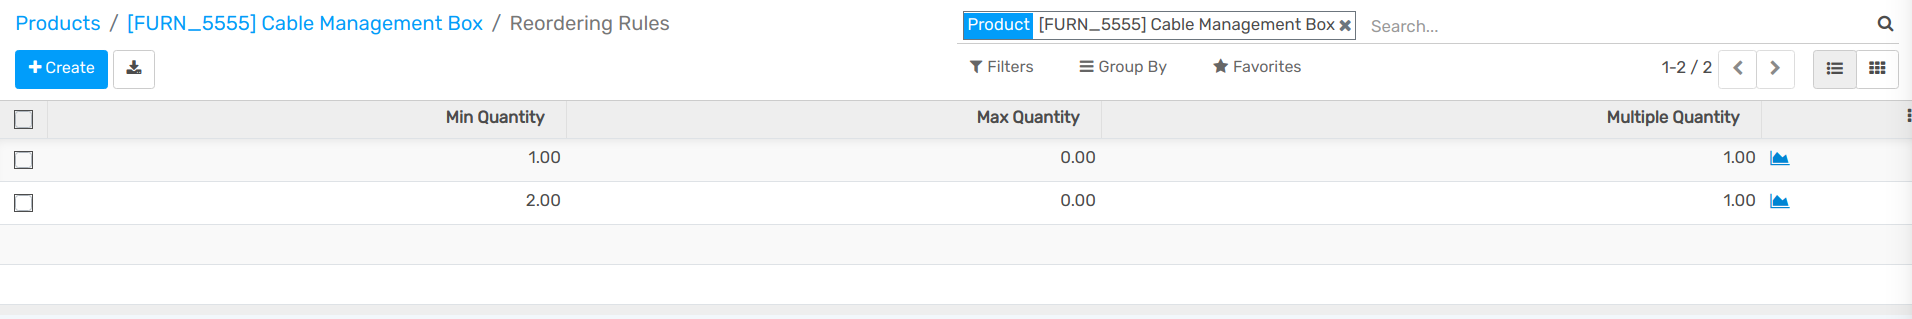 Products / [FURN_5555] Cable Management Box / Reordering Rules
Product [FURN_5555] Cable Management Box Search...
Create
Filters Group By Favorites
1-2 / 2
Min Quantity Max Quantity Multiple Quantity
1.00 0.00 1.00
2.00 0.00 1.00